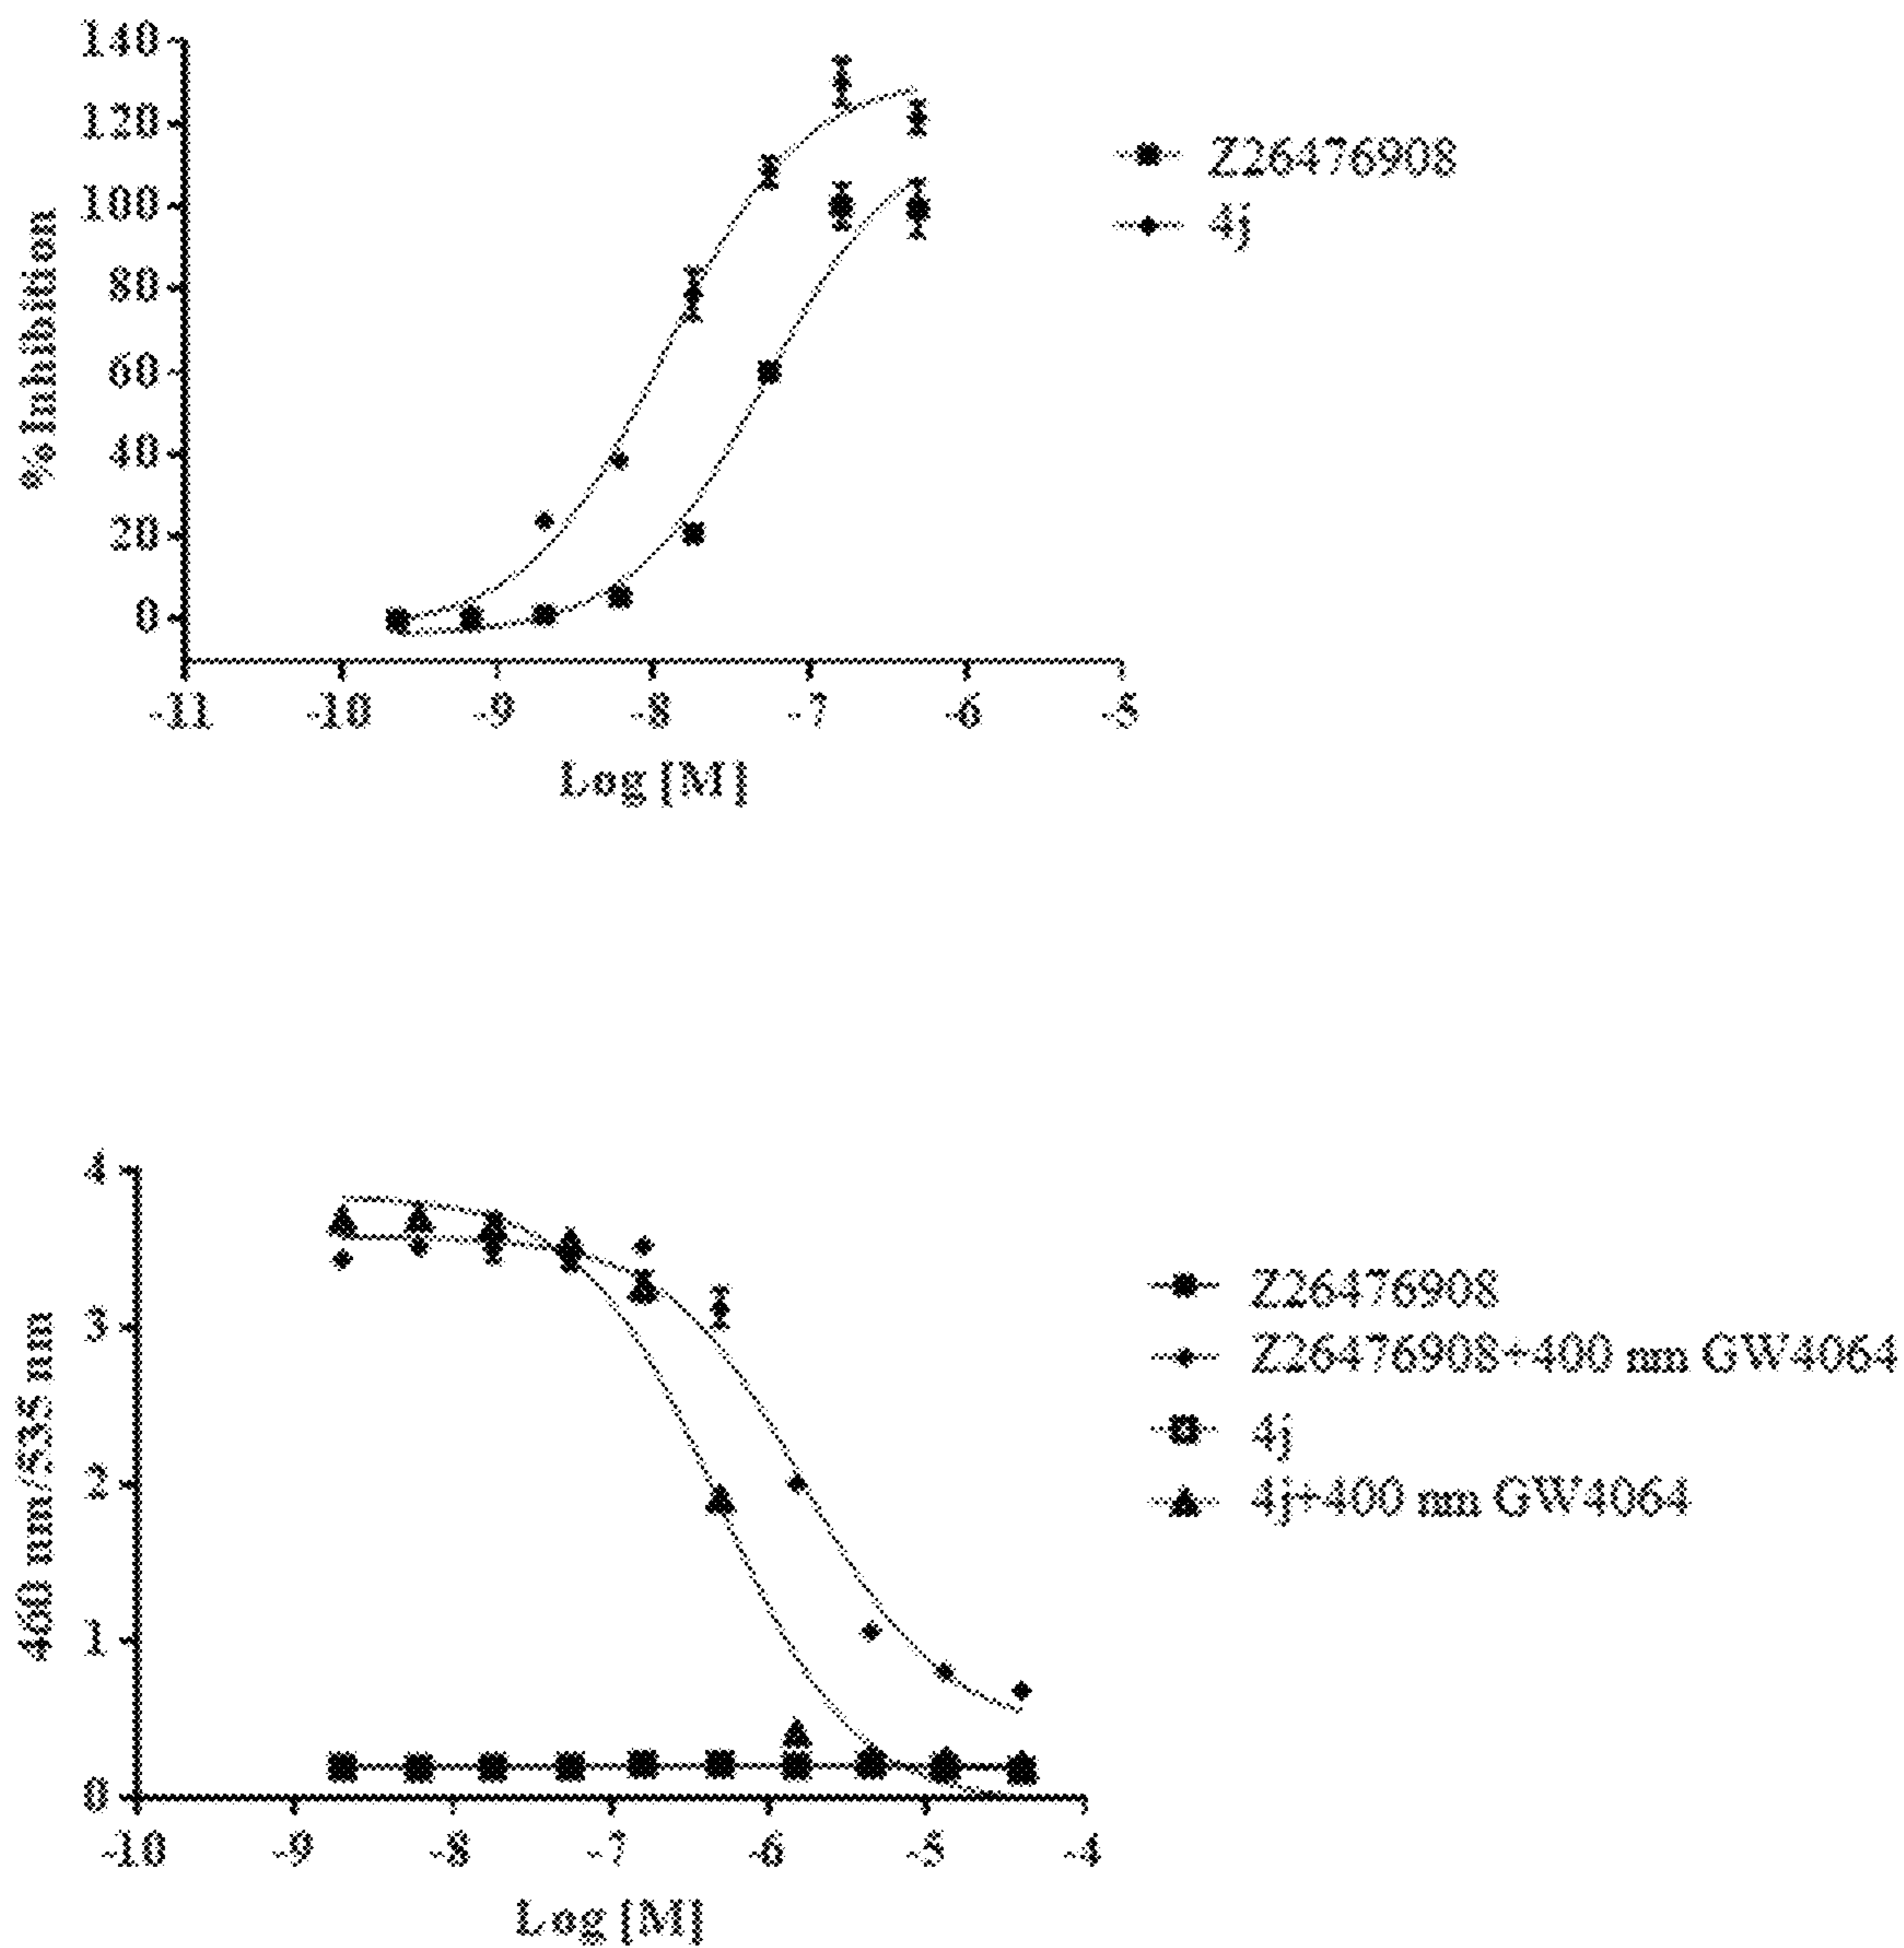 140
120
100
80
60
40
20
0
% Inhibition
-11 -10 -9 -8 -7 -6 -5
Log [M]
Z26476908
4j
4
3
2
1
0
460 nm/535 nm
-10 -9 -8 -7 -6 -5 -4
Log [M]
Z26476908
Z26476908+400 nm GW4064
4j
4j+400 nm GW4064